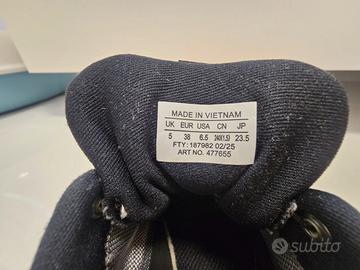 MADE IN VIETNAM
UK EUR USA CN JP
5 38 6.5 240(1.5) 23.5
FTY: 187982 02/25
ART NO. 477655
subito